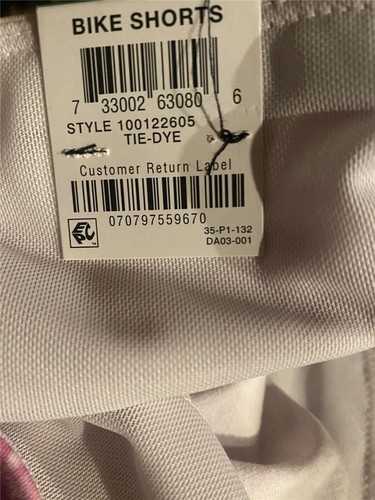 BIKE SHORTS
7 33002 63080 6
STYLE 100122605
TIE-DYE
Customer Return Label
070797559670
35-P1-132
DA03-001
EPC